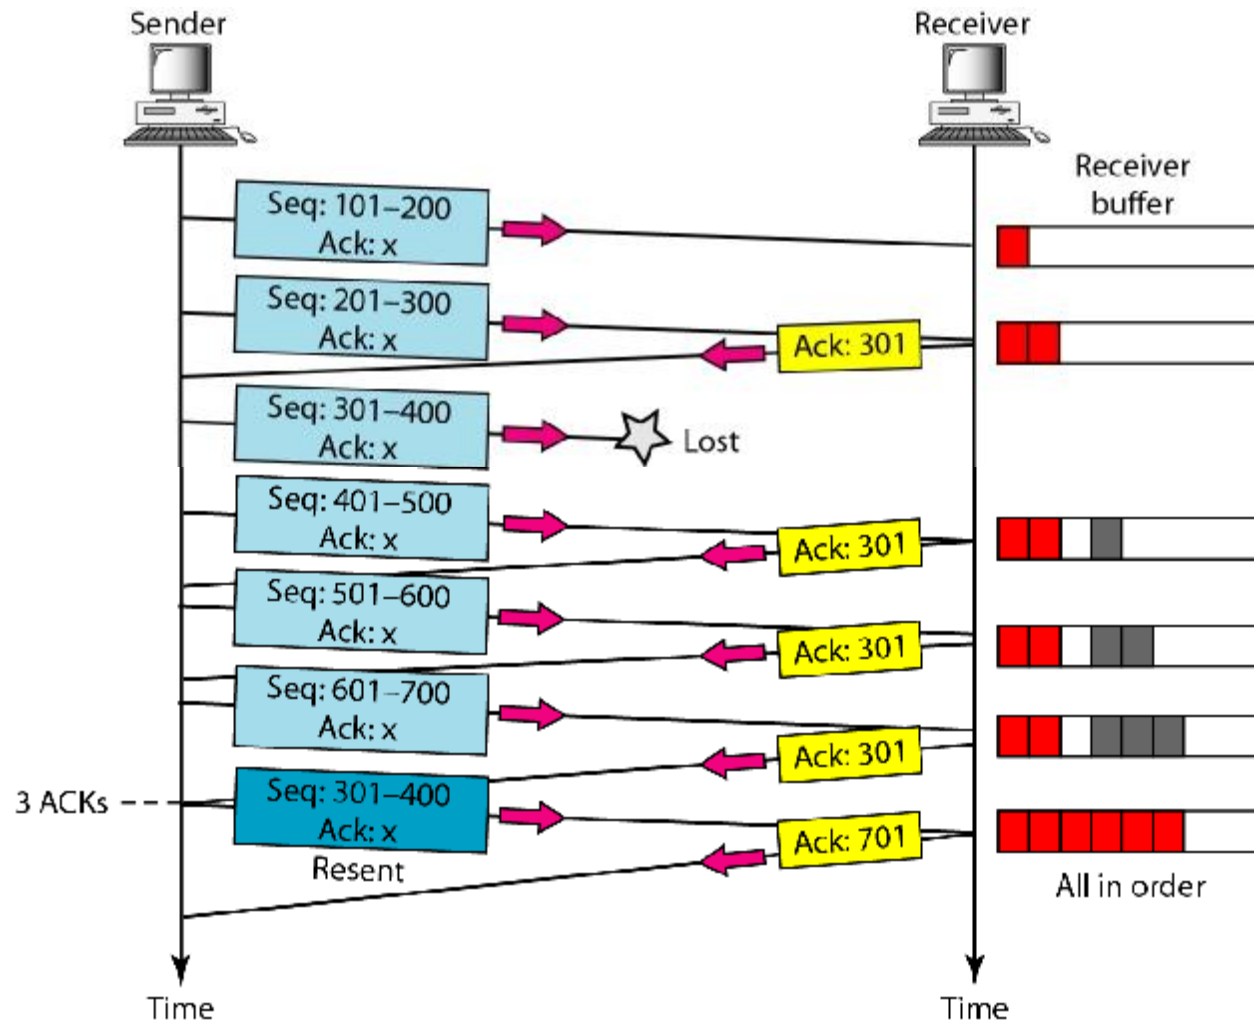 Sender
Receiver
Receiver
buffer
Seq: 101–200
Ack: x
Seq: 201–300
Ack: x
Ack: 301
Seq: 301–400
Ack: x
Lost
Seq: 401–500
Ack: x
Ack: 301
Seq: 501–600
Ack: x
Ack: 301
Seq: 601–700
Ack: x
Ack: 301
3 ACKs
Seq: 301–400
Ack: x
Resent
Ack: 701
All in order
Time
Time